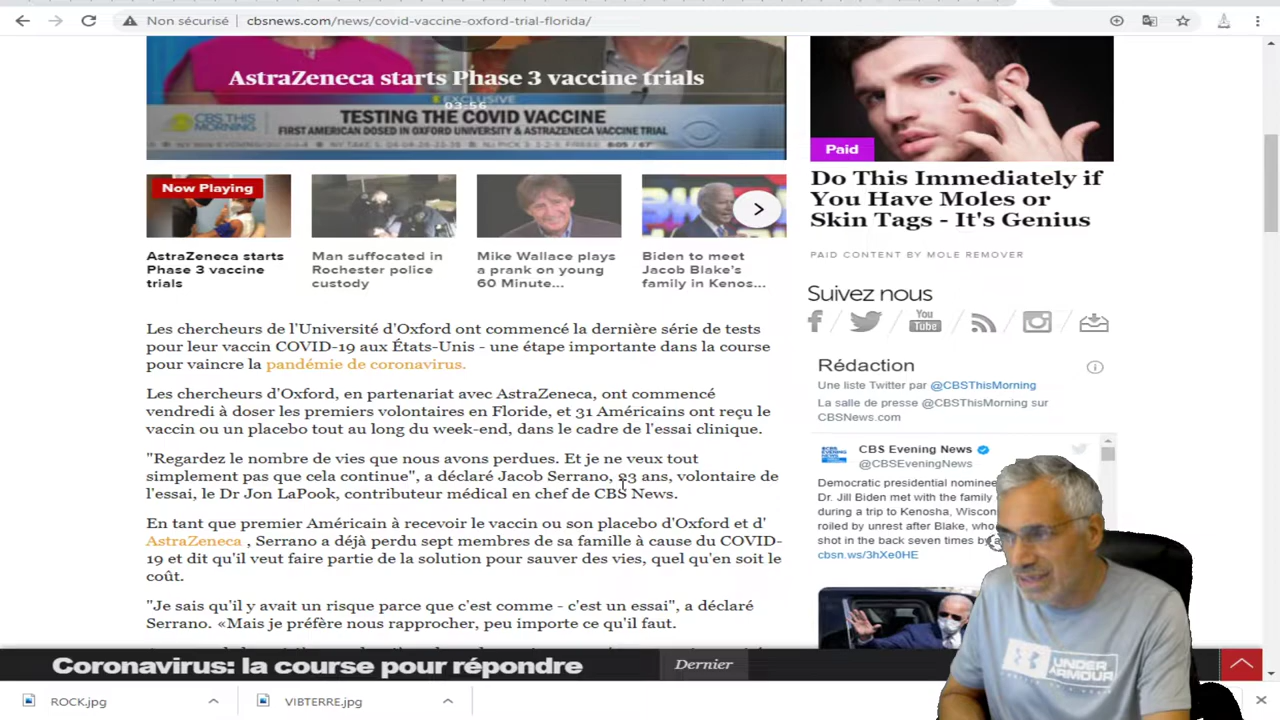 Non sécurisé
cbsnews.com/news/covid-vaccine-oxford-trial-florida/
AstraZeneca starts Phase 3 vaccine trials
EXCLUSIVE
03:56
CBS THIS MORNING
TESTING THE COVID VACCINE
FIRST AMERICAN DOSED IN OXFORD UNIVERSITY & ASTRAZENECA VACCINE TRIAL
8:05 / 67°
Now Playing
AstraZeneca starts Phase 3 vaccine trials
Man suffocated in Rochester police custody
Mike Wallace plays a prank on young 60 Minute...
Biden to meet Jacob Blake's family in Kenos...
Les chercheurs de l'Université d'Oxford ont commencé la dernière série de tests
pour leur vaccin COVID-19 aux États-Unis - une étape importante dans la course
pour vaincre la pandémie de coronavirus.
Les chercheurs d'Oxford, en partenariat avec AstraZeneca, ont commencé
vendredi à doser les premiers volontaires en Floride, et 31 Américains ont reçu le
vaccin ou un placebo tout au long du week-end, dans le cadre de l'essai clinique.
"Regardez le nombre de vies que nous avons perdues. Et je ne veux tout
simplement pas que cela continue", a déclaré Jacob Serrano, 23 ans, volontaire de
l'essai, le Dr Jon LaPook, contributeur médical en chef de CBS News.
En tant que premier Américain à recevoir le vaccin ou son placebo d'Oxford et d'
AstraZeneca , Serrano a déjà perdu sept membres de sa famille à cause du COVID-
19 et dit qu'il veut faire partie de la solution pour sauver des vies, quel qu'en soit le
coût.
"Je sais qu'il y avait un risque parce que c'est comme - c'est un essai", a déclaré
Serrano. «Mais je préfère nous rapprocher, peu importe ce qu'il faut.
Paid
Do This Immediately if
You Have Moles or
Skin Tags - It's Genius
PAID CONTENT BY MOLE REMOVER
Suivez nous
You Tube
Rédaction
Une liste Twitter par @CBSThisMorning
La salle de presse @CBSThisMorning sur
CBSNews.com
CBS Evening News
@CBSEveningNews
Democratic presidential nominee
Dr. Jill Biden met with the family
during a trip to Kenosha, Wiscon
roiled by unrest after Blake, who
shot in the back seven times by
cbsn.ws/3hXe0HE
UNDER ARMOUR
Coronavirus: la course pour répondre
Dernier
ROCK.jpg
VIBTERRE.jpg